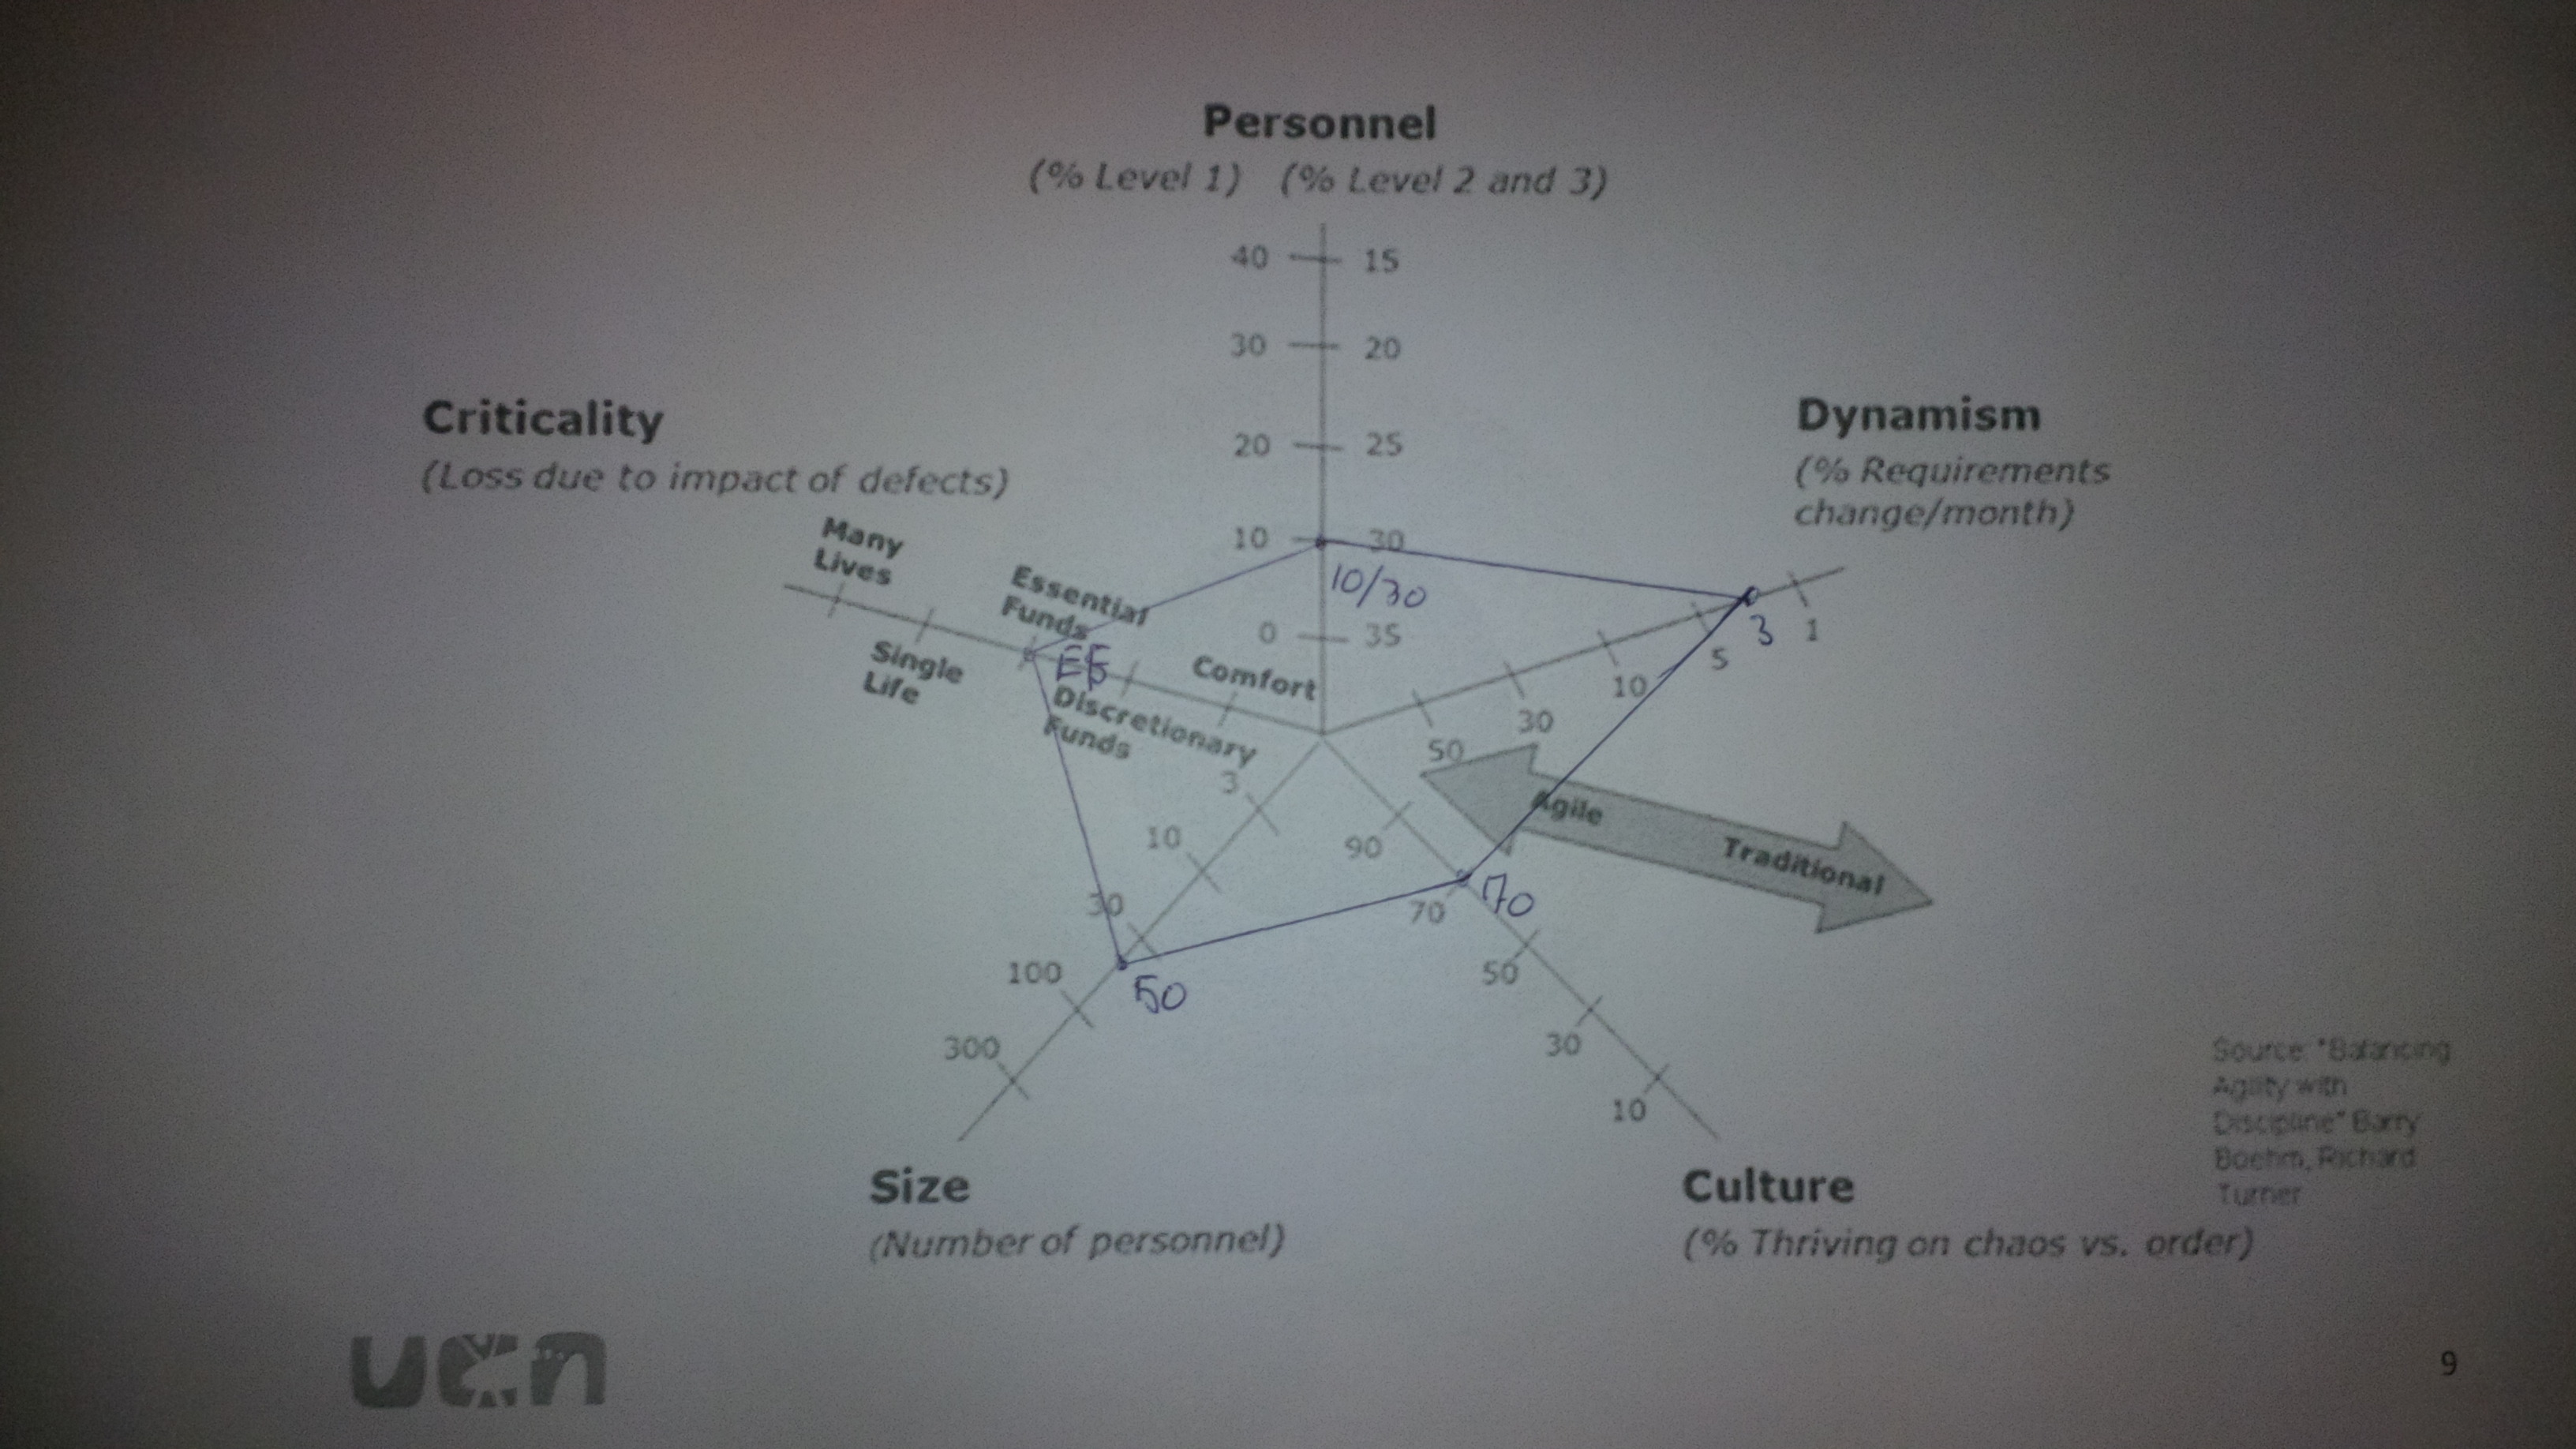 Personnel
(% Level 1) (% Level 2 and 3)
40 15
30 20
20 25
10 30
10/30
0 35
Criticality
(Loss due to impact of defects)
Many
Lives
Single
Life
Essential
Funds
Discretionary
Funds
Comfort
Dynamism
(% Requirements
change/month)
1
3
5
10
30
50
Agile
Traditional
3
10
30
50
100
300
Size
(Number of personnel)
90
70
70
50
30
10
Culture
(% Thriving on chaos vs. order)
Source: "Balancing
Agility with
Discipline" Barry
Boehm, Richard
Turner
ucn
9